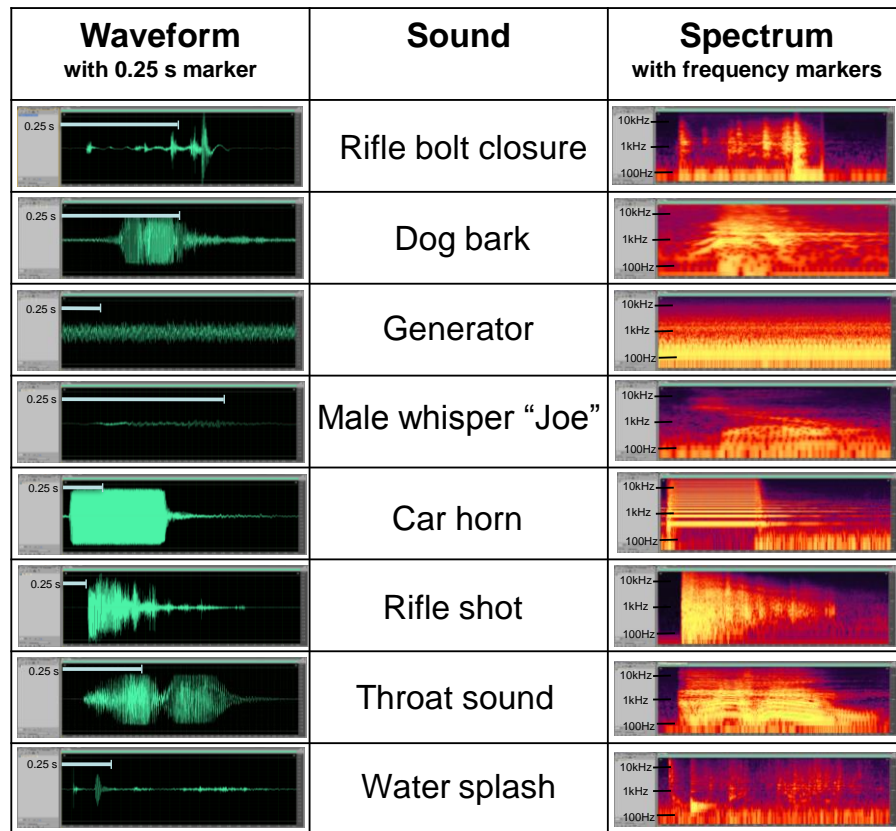 Waveform
with 0.25 s marker
Sound
Spectrum
with frequency markers
0.25 s
Rifle bolt closure
10kHz
1kHz
100Hz
0.25 s
Dog bark
10kHz
1kHz
100Hz
0.25 s
Generator
10kHz
1kHz
100Hz
0.25 s
Male whisper “Joe”
10kHz
1kHz
100Hz
0.25 s
Car horn
10kHz
1kHz
100Hz
0.25 s
Rifle shot
10kHz
1kHz
100Hz
0.25 s
Throat sound
10kHz
1kHz
100Hz
0.25 s
Water splash
10kHz
1kHz
100Hz